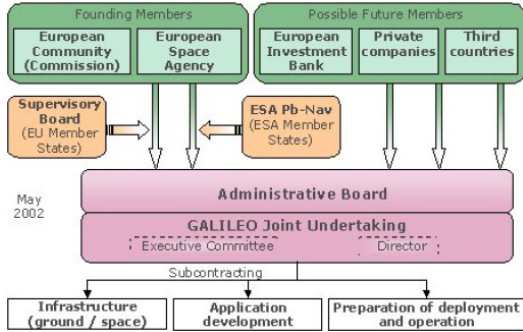 Founding Members
Possible Future Members
European
Community
(Commission)
European
Space
Agency
European
Investment
Bank
Private
companies
Third
countries
Supervisory
Board
(EU Member
States)
ESA Pb-Nav
(ESA Member
States)
May
2002
Administrative Board
GALILEO Joint Undertaking
Executive Committee
Director
Subcontracting
Infrastructure
(ground / space)
Application
development
Preparation of deployment
and operation